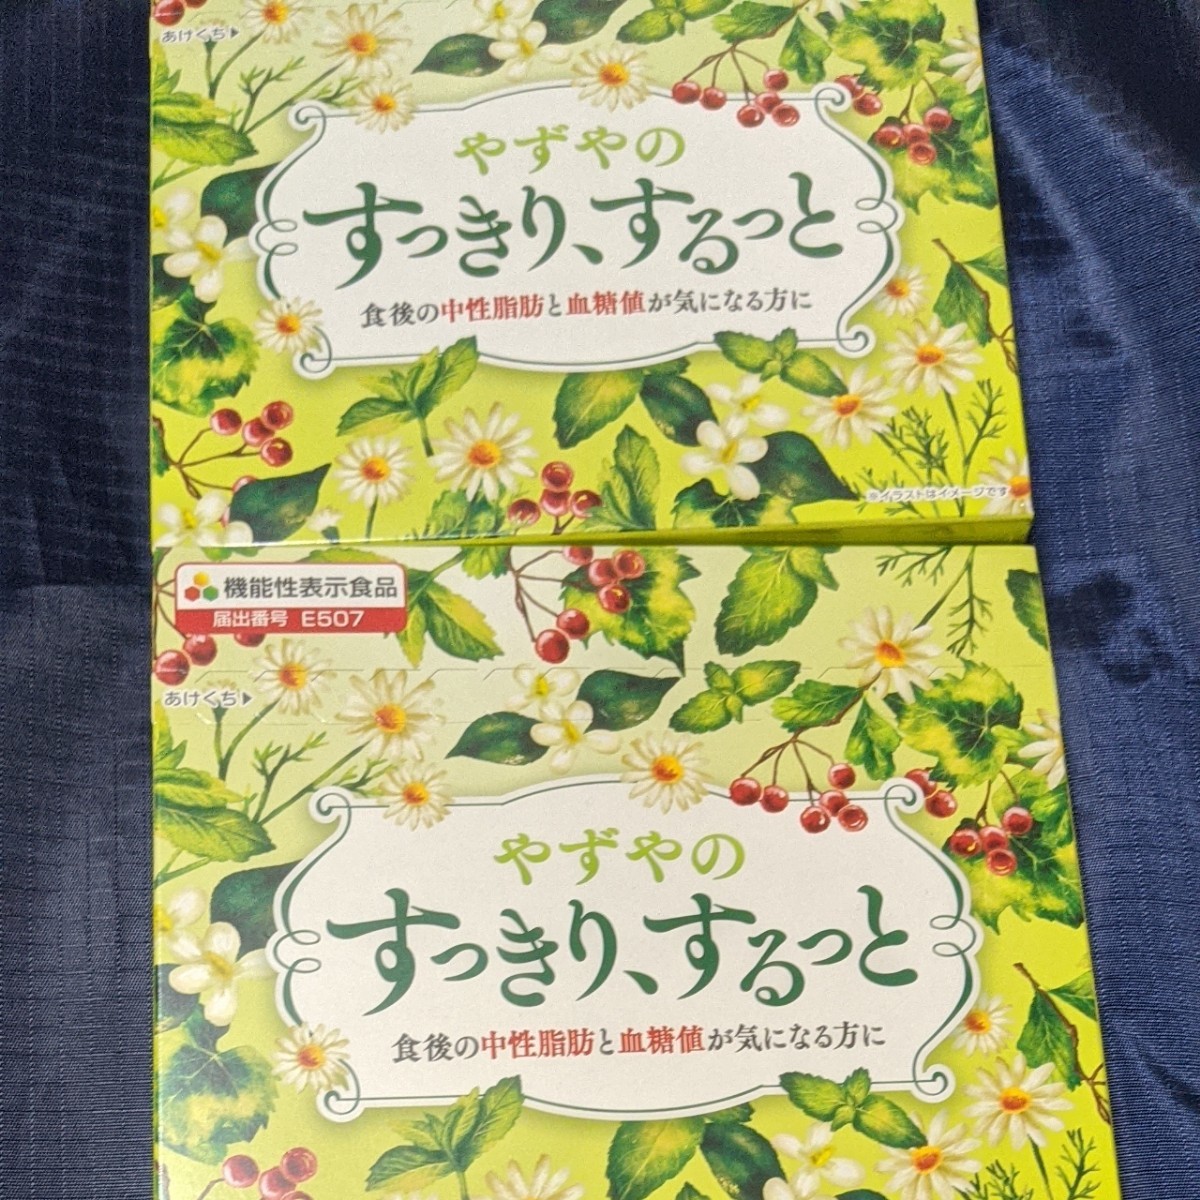 あけくち▶
やずやの
すっきり、するっと
食後の中性脂肪と血糖値が気になる方に
※イラストはイメージです
機能性表示食品
届出番号 E507
あけくち▶
やずやの
すっきり、するっと
食後の中性脂肪と血糖値が気になる方に